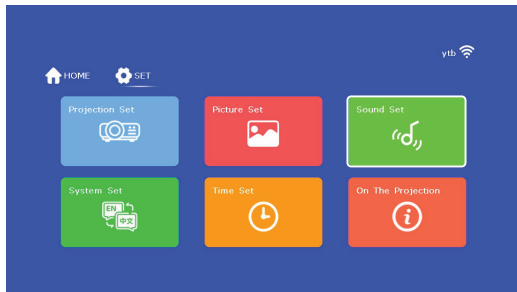 ytb
HOME SET
Projection Set
Picture Set
Sound Set
System Set
EN
中文
Time Set
On The Projection
i